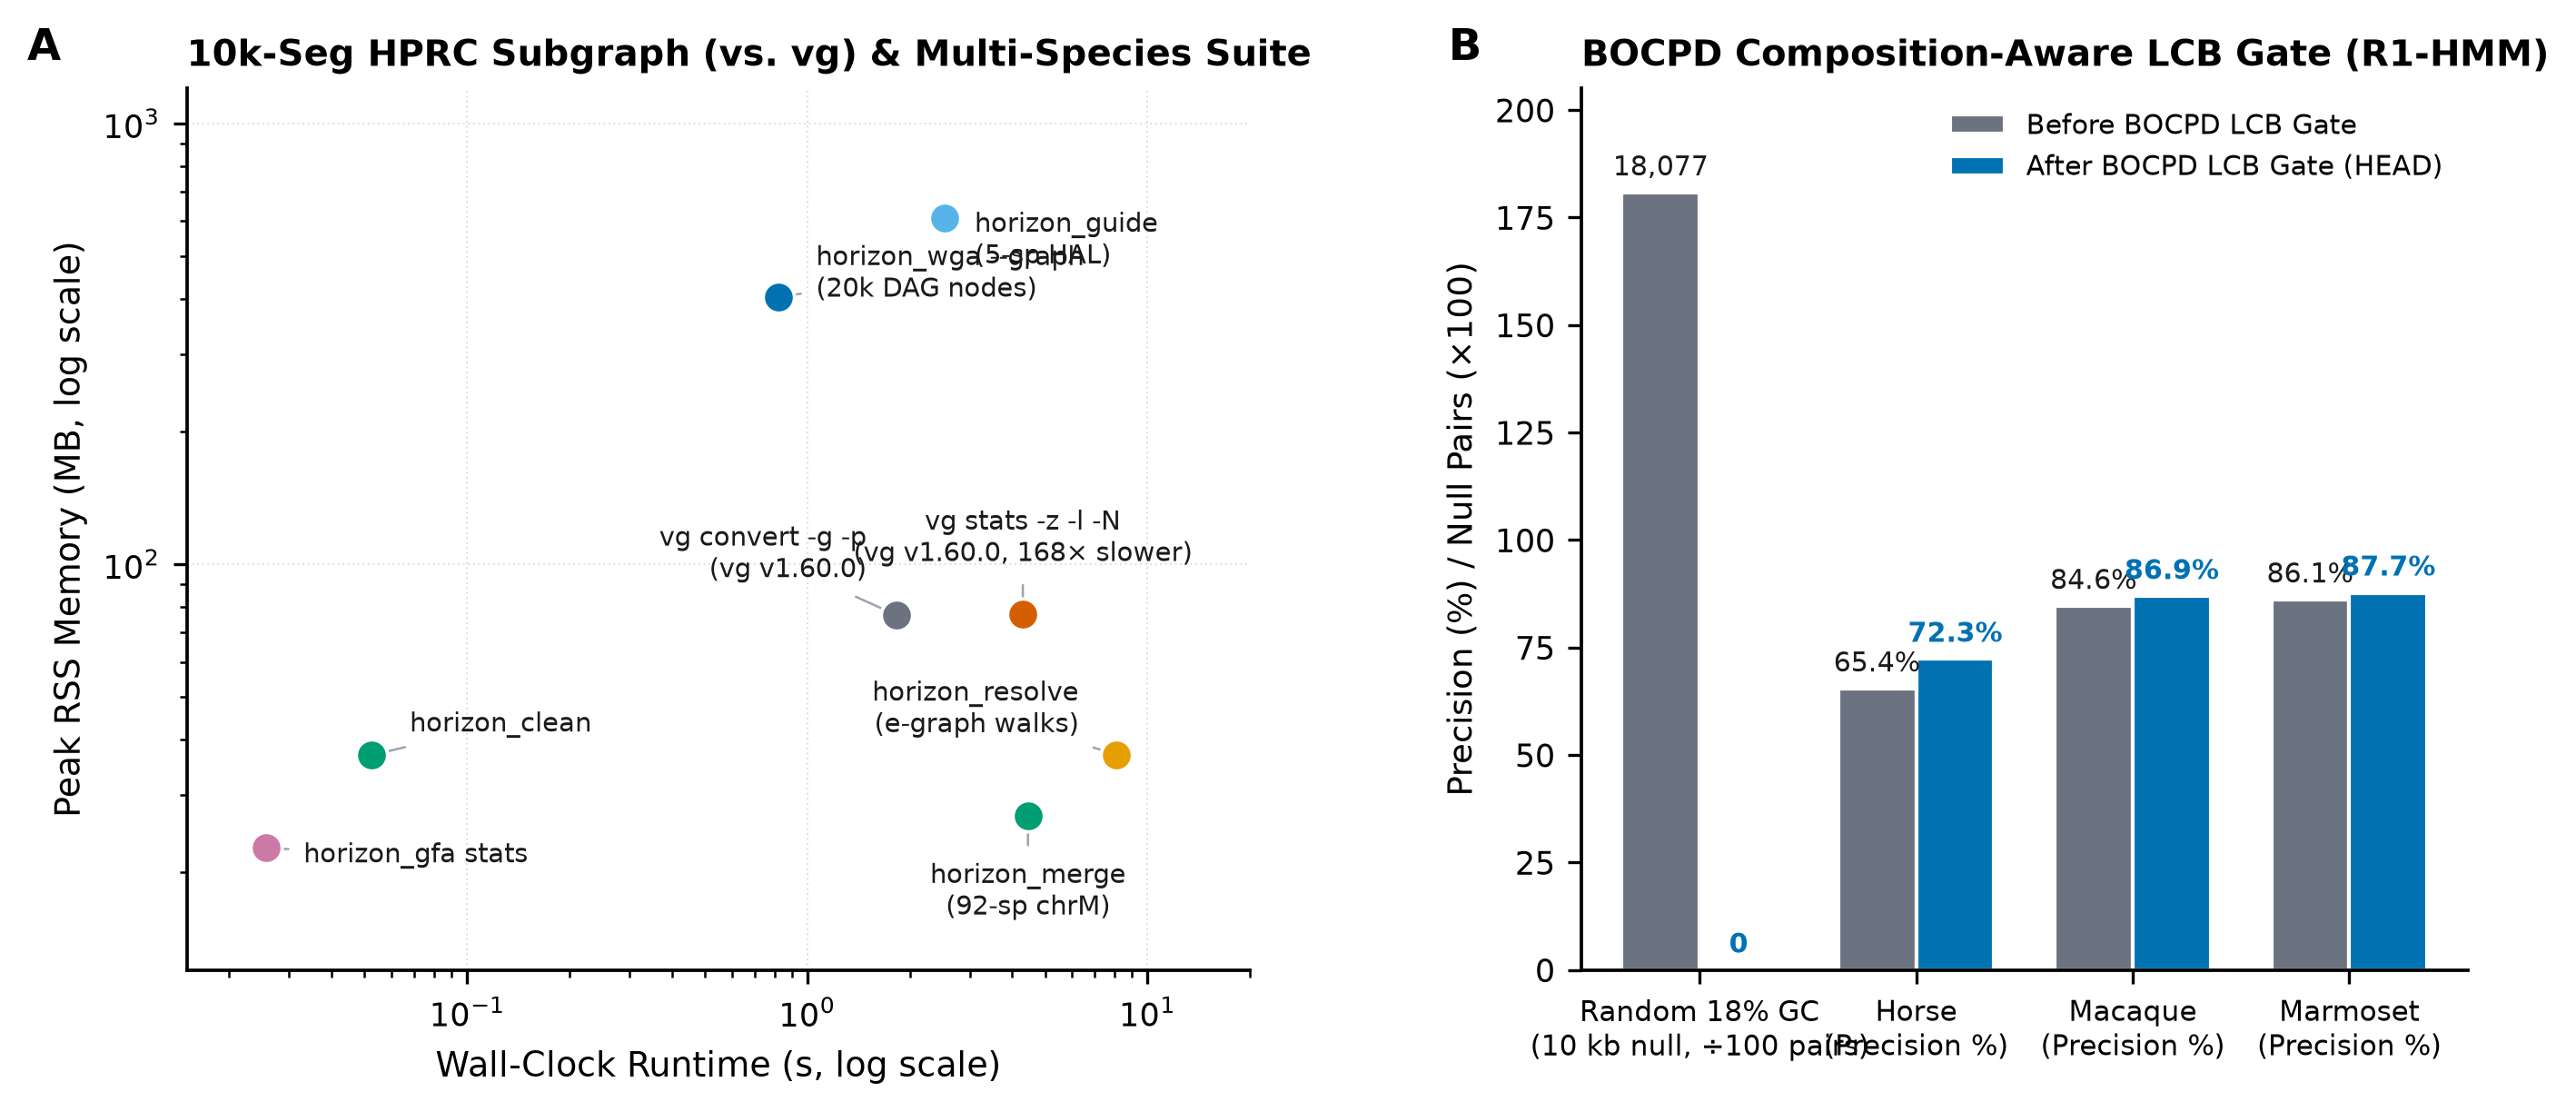 A
10k-Seg HPRC Subgraph (vs. vg) & Multi-Species Suite
Peak RSS Memory (MB, log scale)
10³
10²
horizon_guide
(5-sp HAL)
horizon_wga --graph
(20k DAG nodes)
vg stats -z -l -N
(vg v1.60.0, 168× slower)
vg convert -g -p
(vg v1.60.0)
horizon_resolve
(e-graph walks)
horizon_clean
horizon_gfa stats
horizon_merge
(92-sp chrM)
10⁻¹
10⁰
10¹
Wall-Clock Runtime (s, log scale)
B
BOCPD Composition-Aware LCB Gate (R1-HMM)
Precision (%) / Null Pairs (×100)
200
175
150
125
100
75
50
25
0
Before BOCPD LCB Gate
After BOCPD LCB Gate (HEAD)
18,077
0
65.4%
72.3%
84.6%
86.9%
86.1%
87.7%
Random 18% GC
(10 kb null, ÷100 pairs)
Horse
(Precision %)
Macaque
(Precision %)
Marmoset
(Precision %)